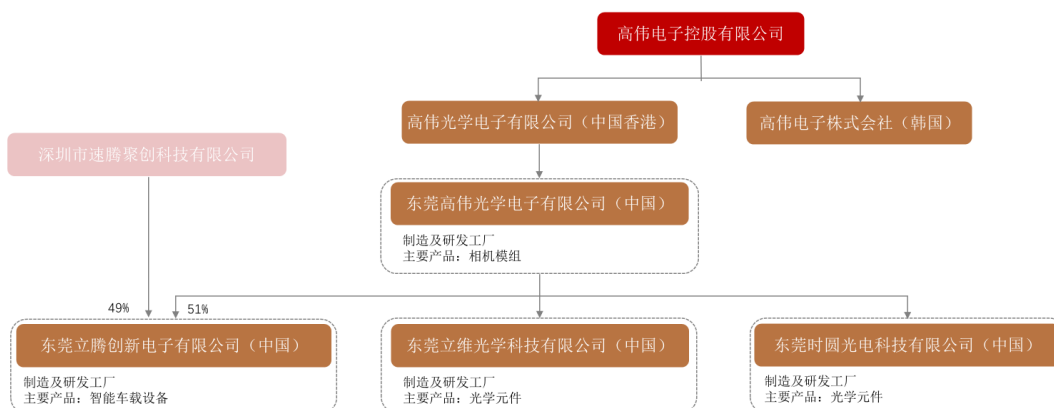 高伟电子控股有限公司
高伟光学电子有限公司（中国香港）
高伟电子株式会社（韩国）
深圳市速腾聚创科技有限公司
东莞高伟光学电子有限公司（中国）
制造及研发工厂
主要产品：相机模组
49%
51%
东莞立腾创新电子有限公司（中国）
制造及研发工厂
主要产品：智能车载设备
东莞立维光学科技有限公司（中国）
制造及研发工厂
主要产品：光学元件
东莞时圆光电科技有限公司（中国）
制造及研发工厂
主要产品：光学元件